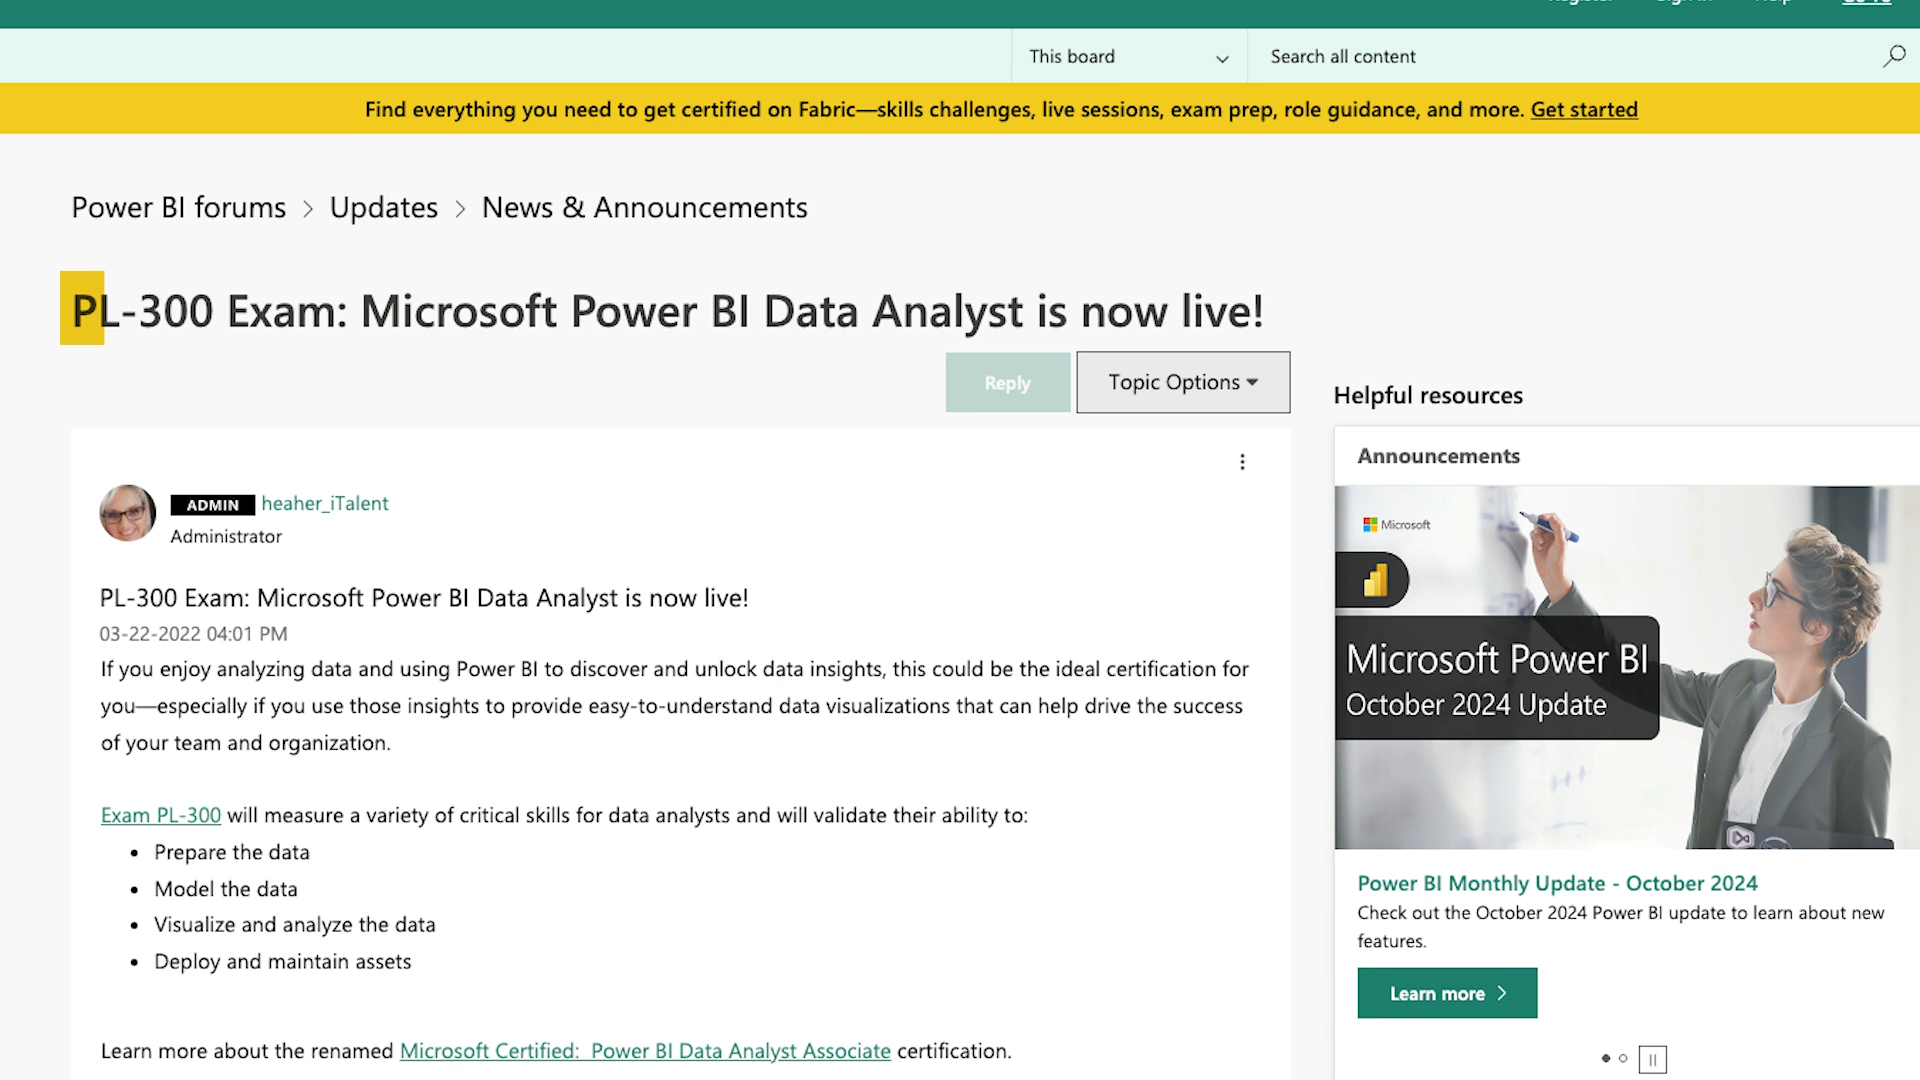 Register Sign In Help
This board
Search all content
Find everything you need to get certified on Fabric—skills challenges, live sessions, exam prep, role guidance, and more. Get started
Power BI forums > Updates > News & Announcements
PL-300 Exam: Microsoft Power BI Data Analyst is now live!
Reply
Topic Options
ADMIN heaher_iTalent
Administrator
PL-300 Exam: Microsoft Power BI Data Analyst is now live!
03-22-2022 04:01 PM
If you enjoy analyzing data and using Power BI to discover and unlock data insights, this could be the ideal certification for
you—especially if you use those insights to provide easy-to-understand data visualizations that can help drive the success
of your team and organization.
Exam PL-300 will measure a variety of critical skills for data analysts and will validate their ability to:
• Prepare the data
• Model the data
• Visualize and analyze the data
• Deploy and maintain assets
Learn more about the renamed Microsoft Certified: Power BI Data Analyst Associate certification.
Helpful resources
Announcements
Microsoft
Microsoft Power BI
October 2024 Update
Power BI Monthly Update - October 2024
Check out the October 2024 Power BI update to learn about new
features.
Learn more >